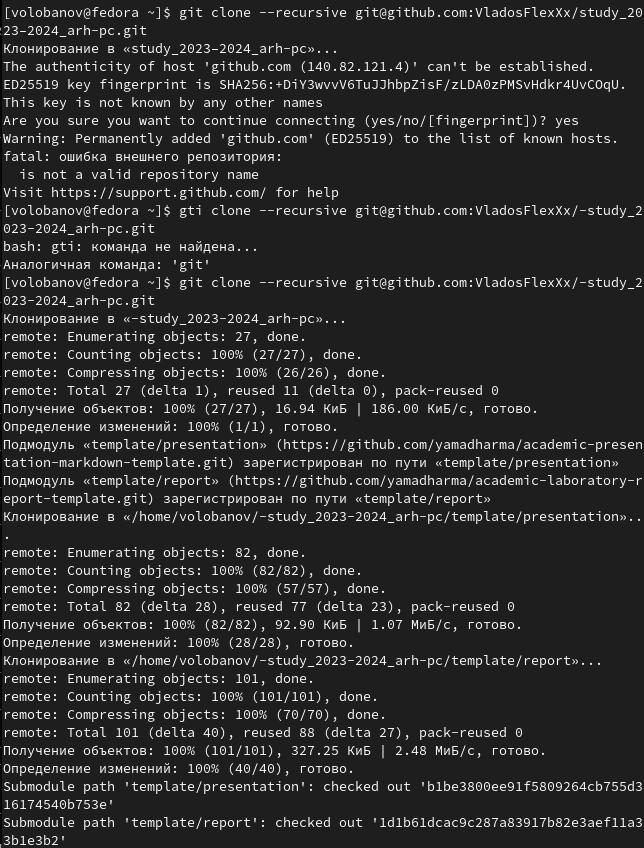 [volobanov@fedora ~]$ git clone --recursive git@github.com:VladosFlexXx/study_20
23-2024_arh-pc.git
Клонирование в «study_2023-2024_arh-pc»...
The authenticity of host 'github.com (140.82.121.4)' can't be established.
ED25519 key fingerprint is SHA256:+DiY3wvvV6TuJJhbpZisF/zLDA0zPMSvHdkr4UvCOqU.
This key is not known by any other names
Are you sure you want to continue connecting (yes/no/[fingerprint])? yes
Warning: Permanently added 'github.com' (ED25519) to the list of known hosts.
fatal: ошибка внешнего репозитория:
  is not a valid repository name
Visit https://support.github.com/ for help
[volobanov@fedora ~]$ gti clone --recursive git@github.com:VladosFlexXx/-study_2
023-2024_arh-pc.git
bash: gti: команда не найдена...
Аналогичная команда: 'git'
[volobanov@fedora ~]$ git clone --recursive git@github.com:VladosFlexXx/-study_2
023-2024_arh-pc.git
Клонирование в «-study_2023-2024_arh-pc»...
remote: Enumerating objects: 27, done.
remote: Counting objects: 100% (27/27), done.
remote: Compressing objects: 100% (26/26), done.
remote: Total 27 (delta 1), reused 11 (delta 0), pack-reused 0
Получение объектов: 100% (27/27), 16.94 КиБ | 186.00 КиБ/с, готово.
Определение изменений: 100% (1/1), готово.
Подмодуль «template/presentation» (https://github.com/yamadharma/academic-presen
tation-markdown-template.git) зарегистрирован по пути «template/presentation»
Подмодуль «template/report» (https://github.com/yamadharma/academic-laboratory-r
eport-template.git) зарегистрирован по пути «template/report»
Клонирование в «/home/volobanov/-study_2023-2024_arh-pc/template/presentation»..
.
remote: Enumerating objects: 82, done.
remote: Counting objects: 100% (82/82), done.
remote: Compressing objects: 100% (57/57), done.
remote: Total 82 (delta 28), reused 77 (delta 23), pack-reused 0
Получение объектов: 100% (82/82), 92.90 КиБ | 1.07 МиБ/с, готово.
Определение изменений: 100% (28/28), готово.
Клонирование в «/home/volobanov/-study_2023-2024_arh-pc/template/report»...
remote: Enumerating objects: 101, done.
remote: Counting objects: 100% (101/101), done.
remote: Compressing objects: 100% (70/70), done.
remote: Total 101 (delta 40), reused 88 (delta 27), pack-reused 0
Получение объектов: 100% (101/101), 327.25 КиБ | 2.48 МиБ/с, готово.
Определение изменений: 100% (40/40), готово.
Submodule path 'template/presentation': checked out 'b1be3800ee91f5809264cb755d3
16174540b753e'
Submodule path 'template/report': checked out '1d1b61dcac9c287a83917b82e3aef11a3
3b1e3b2'